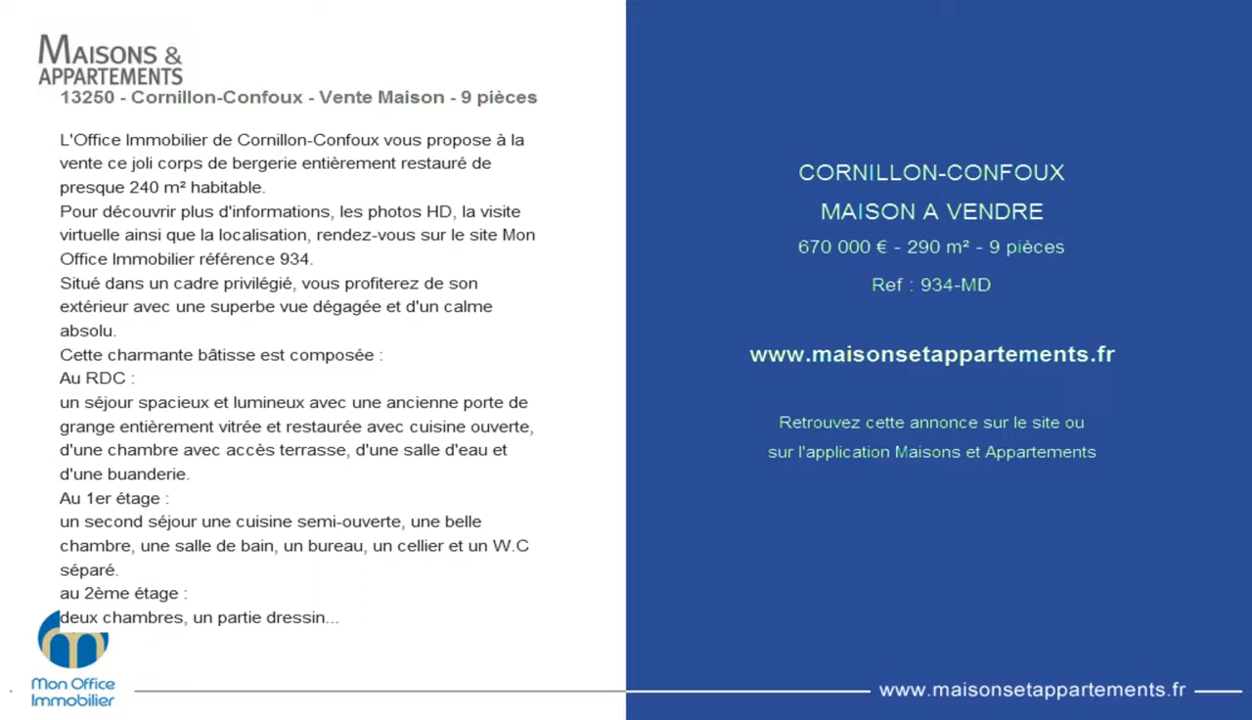 MAISONS &
APPARTEMENTS
13250 - Cornillon-Confoux - Vente Maison - 9 pièces
L'Office Immobilier de Cornillon-Confoux vous propose à la
vente ce joli corps de bergerie entièrement restauré de
presque 240 m² habitable.
Pour découvrir plus d'informations, les photos HD, la visite
virtuelle ainsi que la localisation, rendez-vous sur le site Mon
Office Immobilier référence 934.
Situé dans un cadre privilégié, vous profiterez de son
extérieur avec une superbe vue dégagée et d'un calme
absolu.
Cette charmante bâtisse est composée :
Au RDC :
un séjour spacieux et lumineux avec une ancienne porte de
grange entièrement vitrée et restaurée avec cuisine ouverte,
d'une chambre avec accès terrasse, d'une salle d'eau et
d'une buanderie.
Au 1er étage :
un second séjour une cuisine semi-ouverte, une belle
chambre, une salle de bain, un bureau, un cellier et un W.C
séparé.
au 2ème étage :
deux chambres, un partie dressin...
Mon Office
Immobilier
CORNILLON-CONFOUX
MAISON A VENDRE
670 000 € - 290 m² - 9 pièces
Ref : 934-MD
www.maisonsetappartements.fr
Retrouvez cette annonce sur le site ou
sur l'application Maisons et Appartements
www.maisonsetappartements.fr